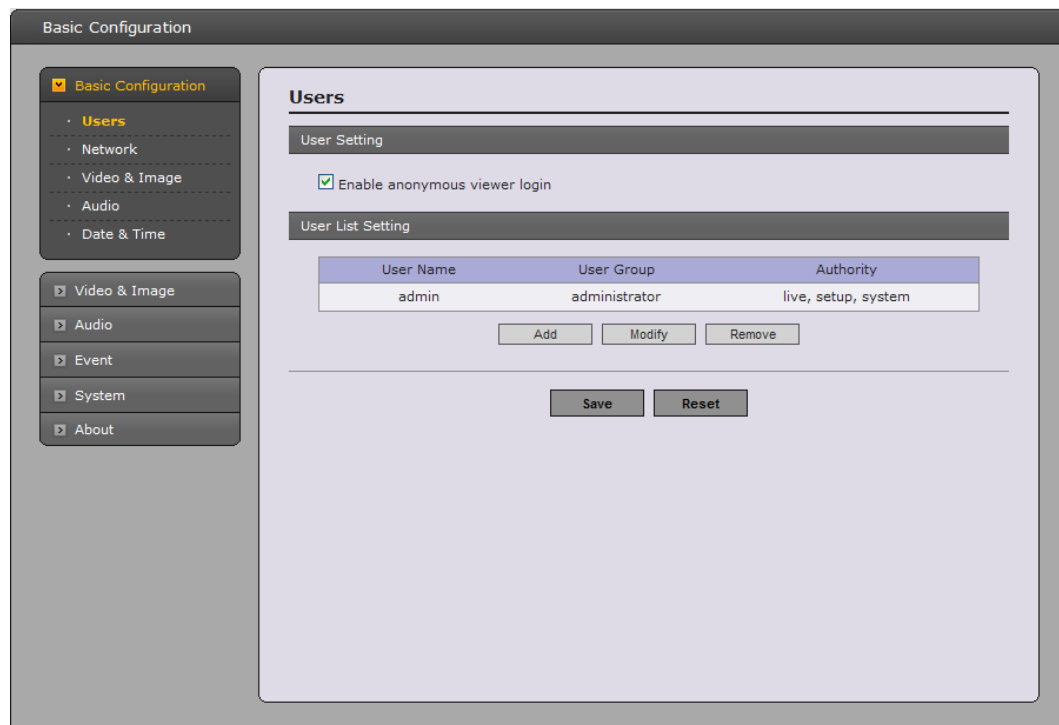 Basic Configuration
Basic Configuration
· Users
· Network
· Video & Image
· Audio
· Date & Time
Video & Image
Audio
Event
System
About
Users
User Setting
Enable anonymous viewer login
User List Setting
User Name User Group Authority
admin administrator live, setup, system
Add Modify Remove
Save Reset